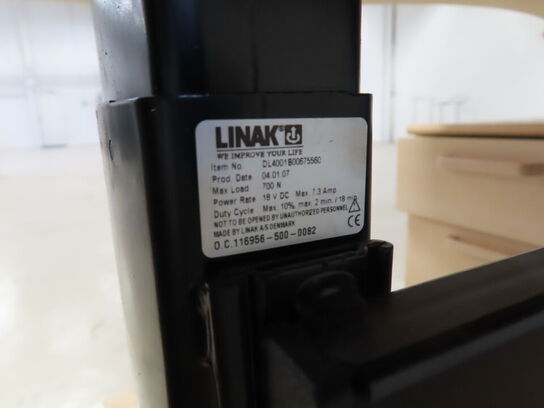 LINAK
WE IMPROVE YOUR LIFE
Item No. DL4001B00675560
Prod. Date 04.01.07
Max Load 700 N
Power Rate 18 V DC Max. 7.3 Amp
Duty Cycle Max. 10%, max. 2 min. / 18 min
NOT TO BE OPENED BY UNAUTHORIZED PERSONNEL
MADE BY LINAK A/S DENMARK
O.C. 116956-500-0082
CE